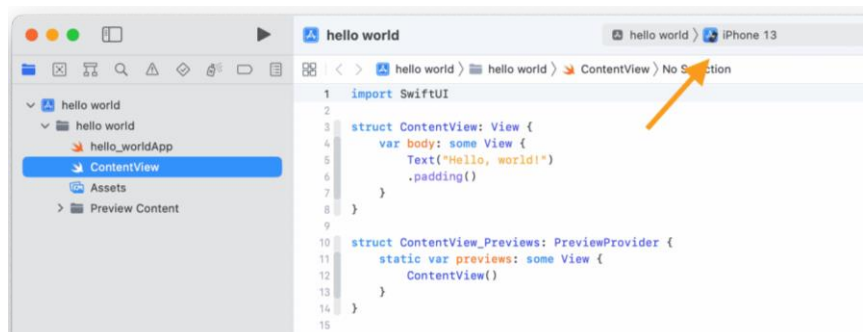 hello world
hello world 〉 iPhone 13
hello world 〉 hello world 〉 ContentView 〉 No Selection
hello world
hello world
hello_worldApp
ContentView
Assets
Preview Content
1 import SwiftUI
2
3 struct ContentView: View {
4 var body: some View {
5 Text("Hello, world!")
6 .padding()
7 }
8 }
9
10 struct ContentView_Previews: PreviewProvider {
11 static var previews: some View {
12 ContentView()
13 }
14 }
15